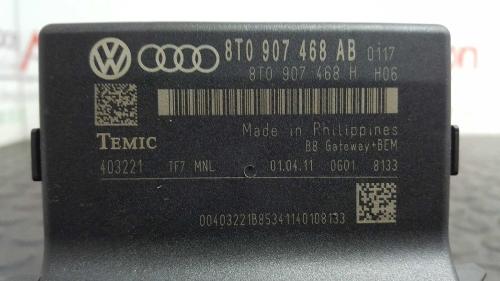 8T0 907 468 AB 0117
8T0 907 468 H H06
TEMIC
Made in Philippines
B8 Gateway+BEM
403221 TF7 MNL 01.04.11 0601 8133
00403221B85341140108133